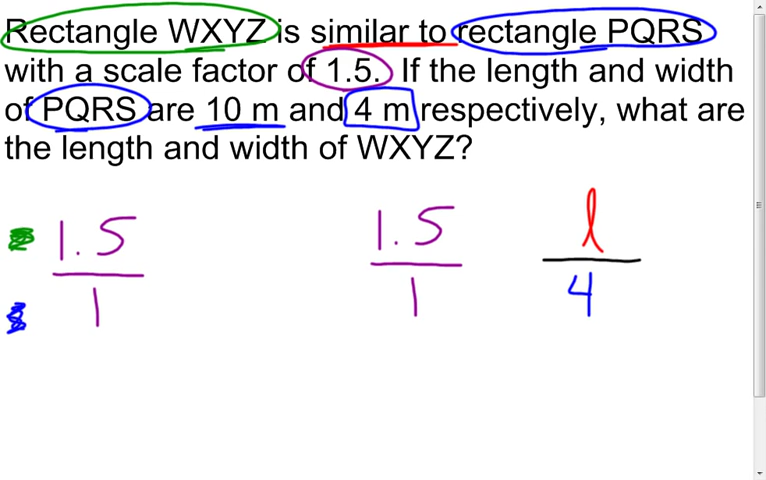 Rectangle WXYZ is similar to rectangle PQRS
with a scale factor of 1.5. If the length and width
of PQRS are 10 m and 4 m respectively, what are
the length and width of WXYZ?
1.5 1.5 l
1 1 4